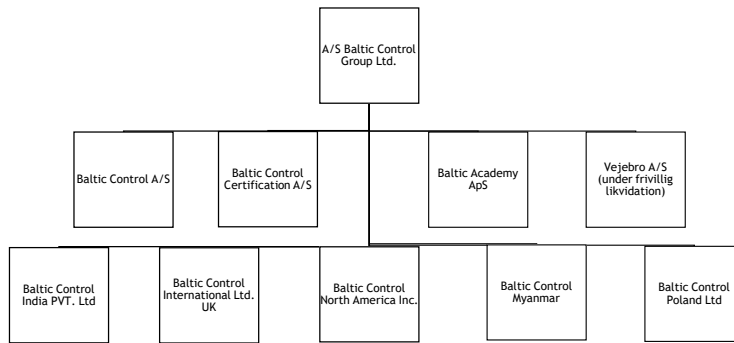 A/S Baltic Control
Group Ltd.
Baltic Control A/S
Baltic Control
Certification A/S
Baltic Academy
ApS
Vejebro A/S
(under frivillig
likvidation)
Baltic Control
India PVT. Ltd
Baltic Control
International Ltd.
UK
Baltic Control
North America Inc.
Baltic Control
Myanmar
Baltic Control
Poland Ltd